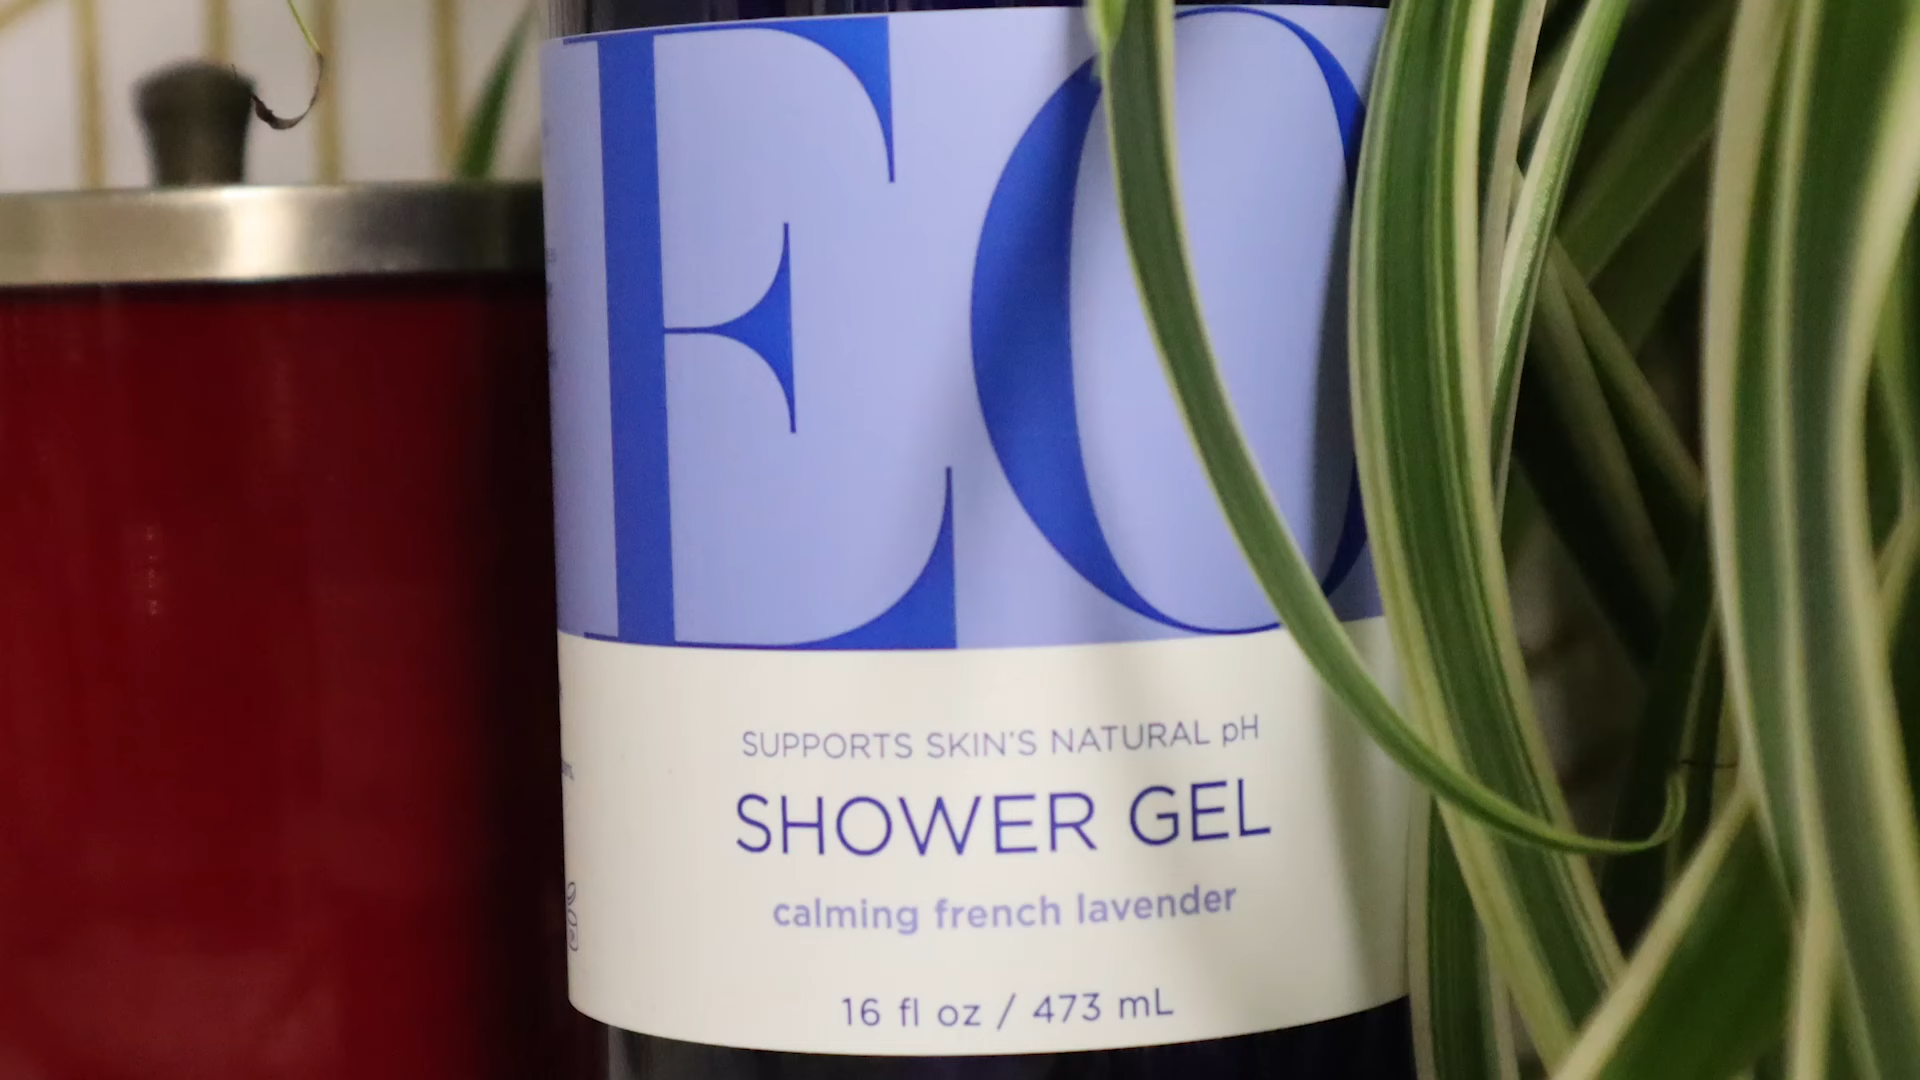 EO
SUPPORTS SKIN'S NATURAL pH
SHOWER GEL
calming french lavender
16 fl oz / 473 mL